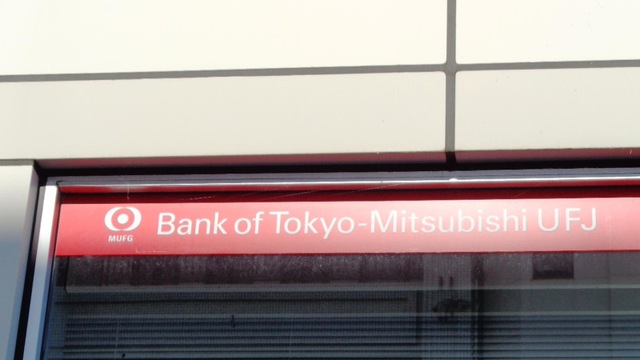 Bank of Tokyo-Mitsubishi UFJ
MUFG